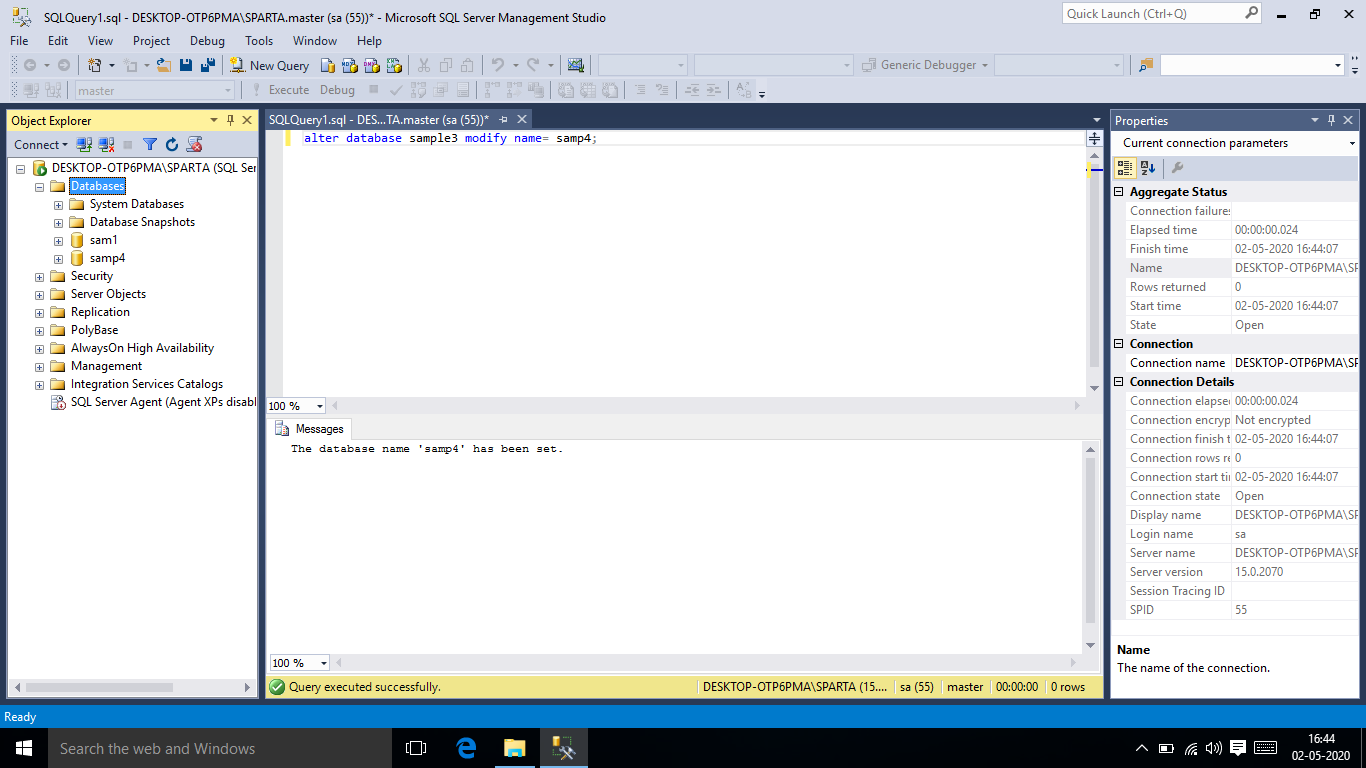 SQLQuery1.sql - DESKTOP-OTP6PMA\SPARTA.master (sa (55))* - Microsoft SQL Server Management Studio
Quick Launch (Ctrl+Q)
File Edit View Project Debug Tools Window Help
New Query
Generic Debugger
master
Execute Debug
Object Explorer
Connect
DESKTOP-OTP6PMA\SPARTA (SQL Ser
Databases
System Databases
Database Snapshots
sam1
samp4
Security
Server Objects
Replication
PolyBase
AlwaysOn High Availability
Management
Integration Services Catalogs
SQL Server Agent (Agent XPs disabl
SQLQuery1.sql - DES...TA.master (sa (55))*
alter database sample3 modify name= samp4;
100 %
Messages
The database name 'samp4' has been set.
100 %
Query executed successfully.
DESKTOP-OTP6PMA\SPARTA (15.... sa (55) master 00:00:00 0 rows
Properties
Current connection parameters
Aggregate Status
Connection failures
Elapsed time 00:00:00.024
Finish time 02-05-2020 16:44:07
Name DESKTOP-OTP6PMA\SP
Rows returned 0
Start time 02-05-2020 16:44:07
State Open
Connection
Connection name DESKTOP-OTP6PMA\SP
Connection Details
Connection elapse 00:00:00.024
Connection encryp Not encrypted
Connection finish t 02-05-2020 16:44:07
Connection rows re 0
Connection start ti 02-05-2020 16:44:07
Connection state Open
Display name DESKTOP-OTP6PMA\SP
Login name sa
Server name DESKTOP-OTP6PMA\SP
Server version 15.0.2070
Session Tracing ID
SPID 55
Name
The name of the connection.
Ready
Search the web and Windows
16:44
02-05-2020